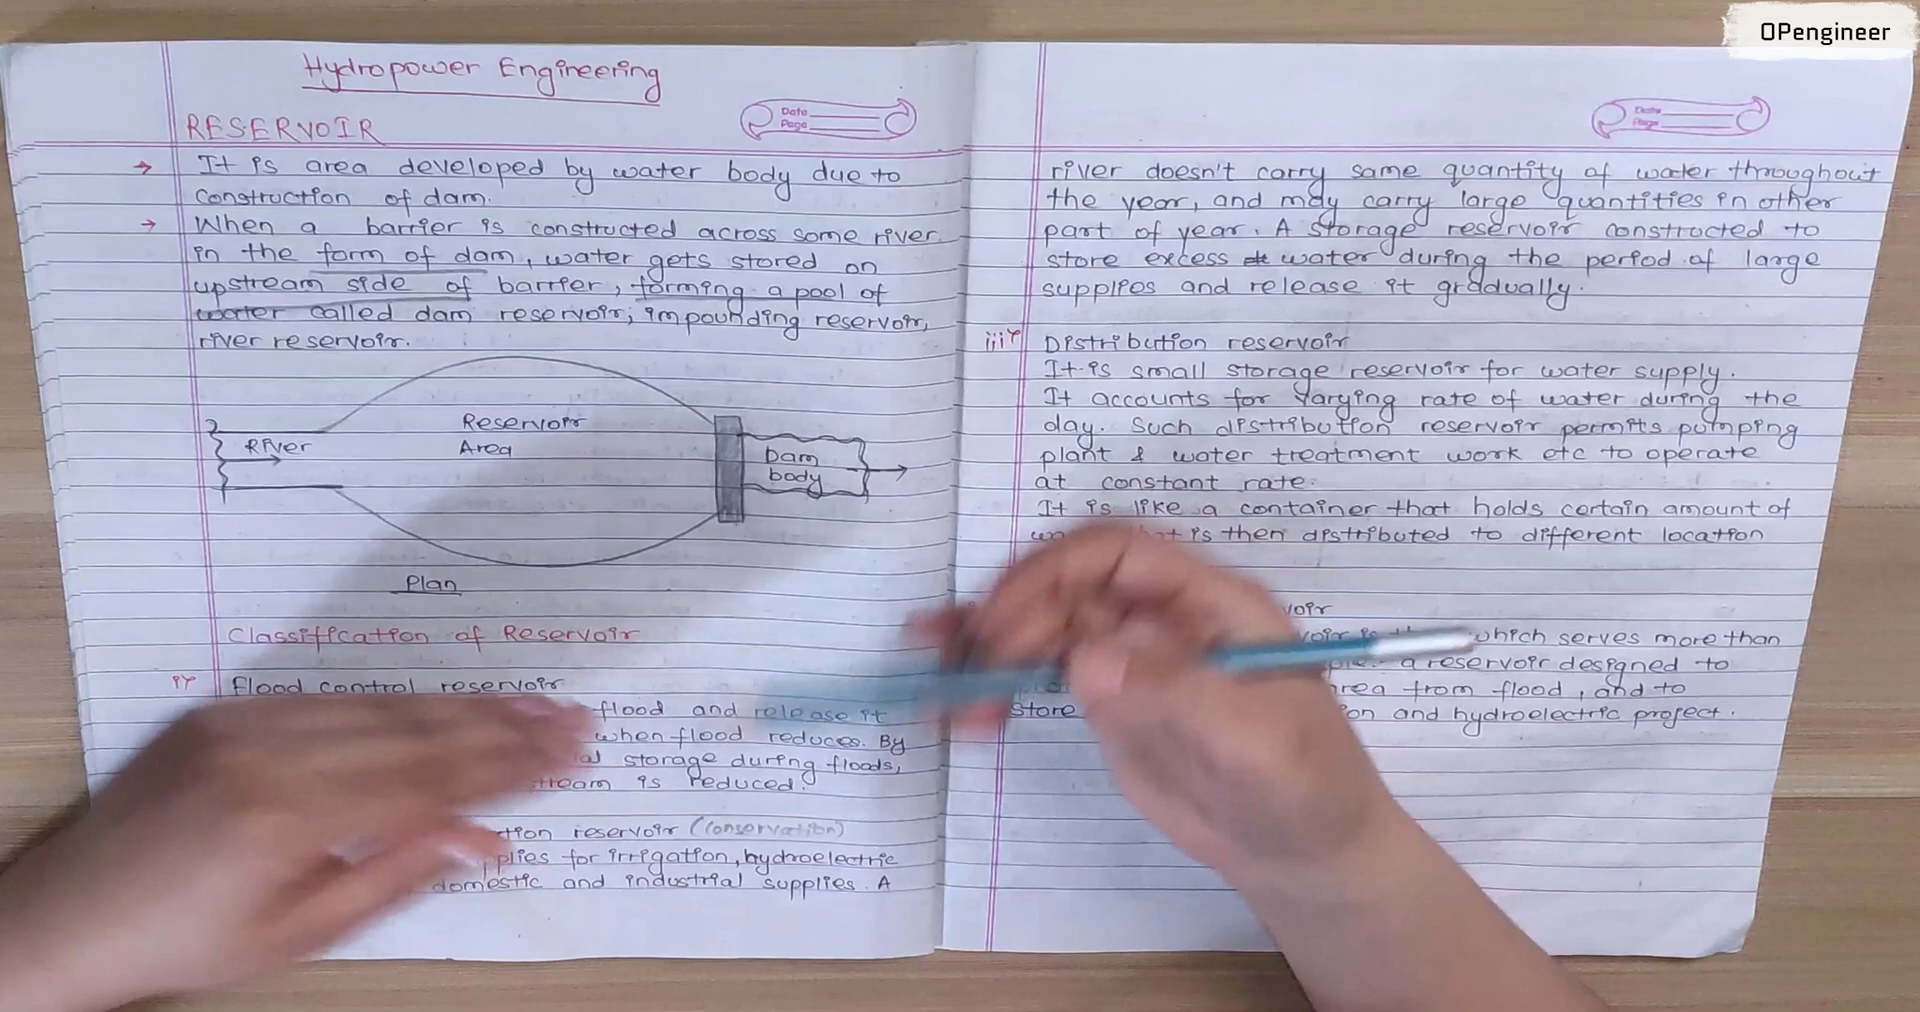 OPengineer
Hydropower Engineering
Date
Page
RESERVOIR
→ It is area developed by water body due to
construction of dam.
→ When a barrier is constructed across some river
in the form of dam, water gets stored on
upstream side of barrier, forming a pool of
water called dam reservoir, impounding reservoir,
river reservoir.
River
Reservoir
Area
Dam
body
Plan
Classification of Reservoir
i) Flood control reservoir
flood and release it
when flood reduces. By
storage during floods,
is reduced.
reservoir (conservation)
for irrigation, hydroelectric
domestic and industrial supplies. A
Date
Page
river doesn't carry same quantity of water throughout
the year, and may carry large quantities in other
part of year. A storage reservoir constructed to
store excess water during the period of large
supplies and release it gradually.
iii) Distribution reservoir
It is small storage reservoir for water supply.
It accounts for varying rate of water during the
day. Such distribution reservoir permits pumping
plant & water treatment work etc to operate
at constant rate.
It is like a container that holds certain amount of
is then distributed to different location
which serves more than
a reservoir designed to
from flood, and to
store
and hydroelectric project.